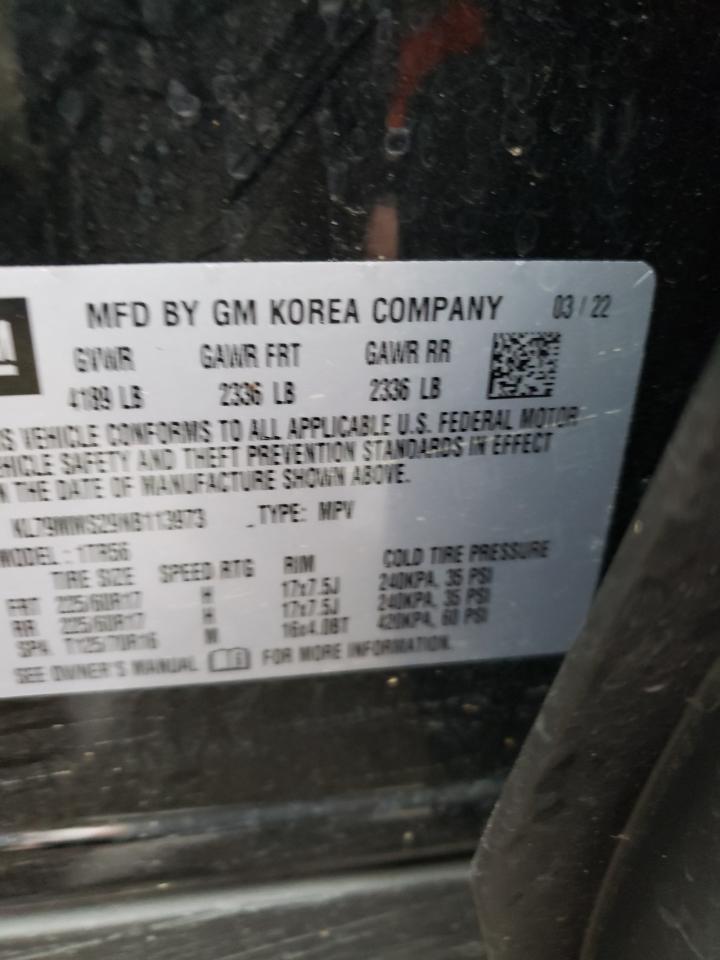 M
MFD BY GM KOREA COMPANY 03 / 22
GVWR GAWR FRT GAWR RR
4189 LB 2336 LB 2336 LB
IS VEHICLE CONFORMS TO ALL APPLICABLE U.S. FEDERAL MOTOR
EHICLE SAFETY AND THEFT PREVENTION STANDARDS IN EFFECT
N THE DATE OF MANUFACTURE SHOWN ABOVE.
KL79MWS29NB113973 TYPE: MPV
MODEL: 1TR56
TIRE SIZE SPEED RTG RIM COLD TIRE PRESSURE
FRT 225/60R17 H 17x7.5J 240KPA, 35 PSI
RR 225/60R17 H 17x7.5J 240KPA, 35 PSI
SPA T125/70R16 M 16x4.0BT 420KPA, 60 PSI
SEE OWNER'S MANUAL FOR MORE INFORMATION.